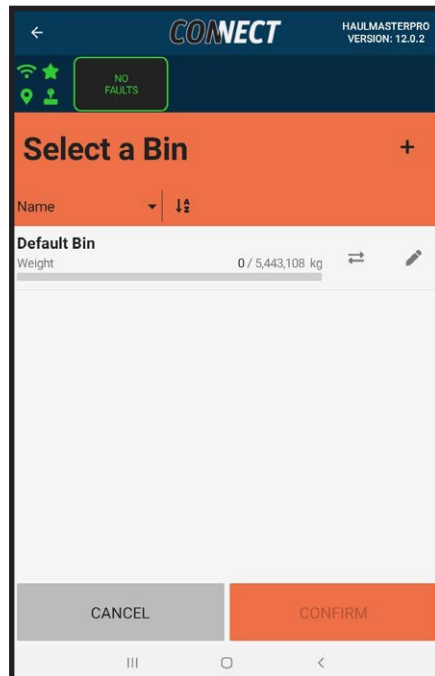 CONNECT
HAULMASTERPRO
VERSION: 12.0.2
NO
FAULTS
Select a Bin
+
Name
Default Bin
Weight 0 / 5,443,108 kg
CANCEL CONFIRM